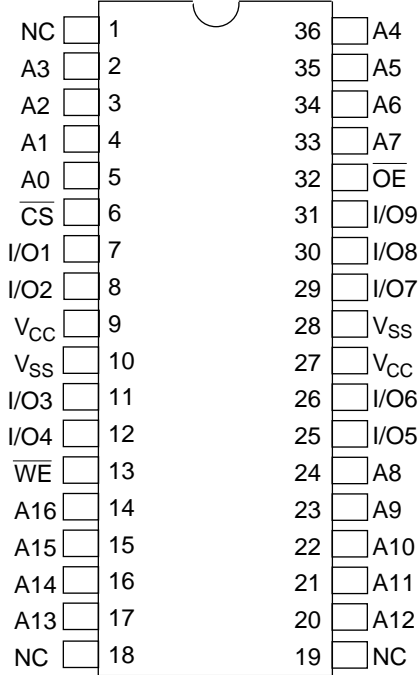 NC 1 36 A4
A3 2 35 A5
A2 3 34 A6
A1 4 33 A7
A0 5 32 O̅E̅
C̅S̅ 6 31 I/O9
I/O1 7 30 I/O8
I/O2 8 29 I/O7
VCC 9 28 VSS
VSS 10 27 VCC
I/O3 11 26 I/O6
I/O4 12 25 I/O5
W̅E̅ 13 24 A8
A16 14 23 A9
A15 15 22 A10
A14 16 21 A11
A13 17 20 A12
NC 18 19 NC